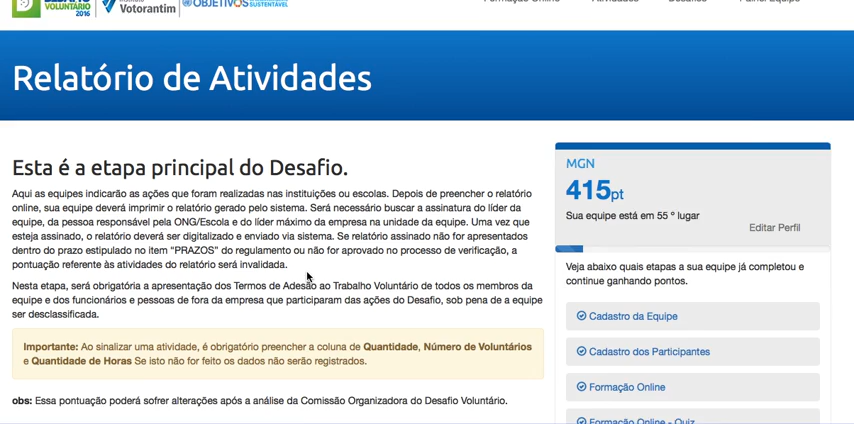 VOLUNTÁRIO
2016
Votorantim
OBJETIVOS
SUSTENTÁVEL
Relatório de Atividades
Esta é a etapa principal do Desafio.
Aqui as equipes indicarão as ações que foram realizadas nas instituições ou escolas. Depois de preencher o relatório
online, sua equipe deverá imprimir o relatório gerado pelo sistema. Será necessário buscar a assinatura do líder da
equipe, da pessoa responsável pela ONG/Escola e do líder máximo da empresa na unidade da equipe. Uma vez que
esteja assinado, o relatório deverá ser digitalizado e enviado via sistema. Se relatório assinado não for apresentados
dentro do prazo estipulado no item "PRAZOS" do regulamento ou não for aprovado no processo de verificação, a
pontuação referente às atividades do relatório será invalidada.
Nesta etapa, será obrigatória a apresentação dos Termos de Adesão ao Trabalho Voluntário de todos os membros da
equipe e dos funcionários e pessoas de fora da empresa que participam das ações do Desafio, sob pena de a equipe
ser desclassificada.
Importante: Ao sinalizar uma atividade, é obrigatório preencher a coluna de Quantidade, Número de Voluntários
e Quantidade de Horas Se isto não for feito os dados não serão registrados.
obs: Essa pontuação poderá sofrer alterações após a análise da Comissão Organizadora do Desafio Voluntário.
MGN
415pt
Sua equipe está em 55 º lugar
Editar Perfil
Veja abaixo quais etapas a sua equipe já completou e
continue ganhando pontos.
Cadastro da Equipe
Cadastro dos Participantes
Formação Online
Formação Online - Quiz